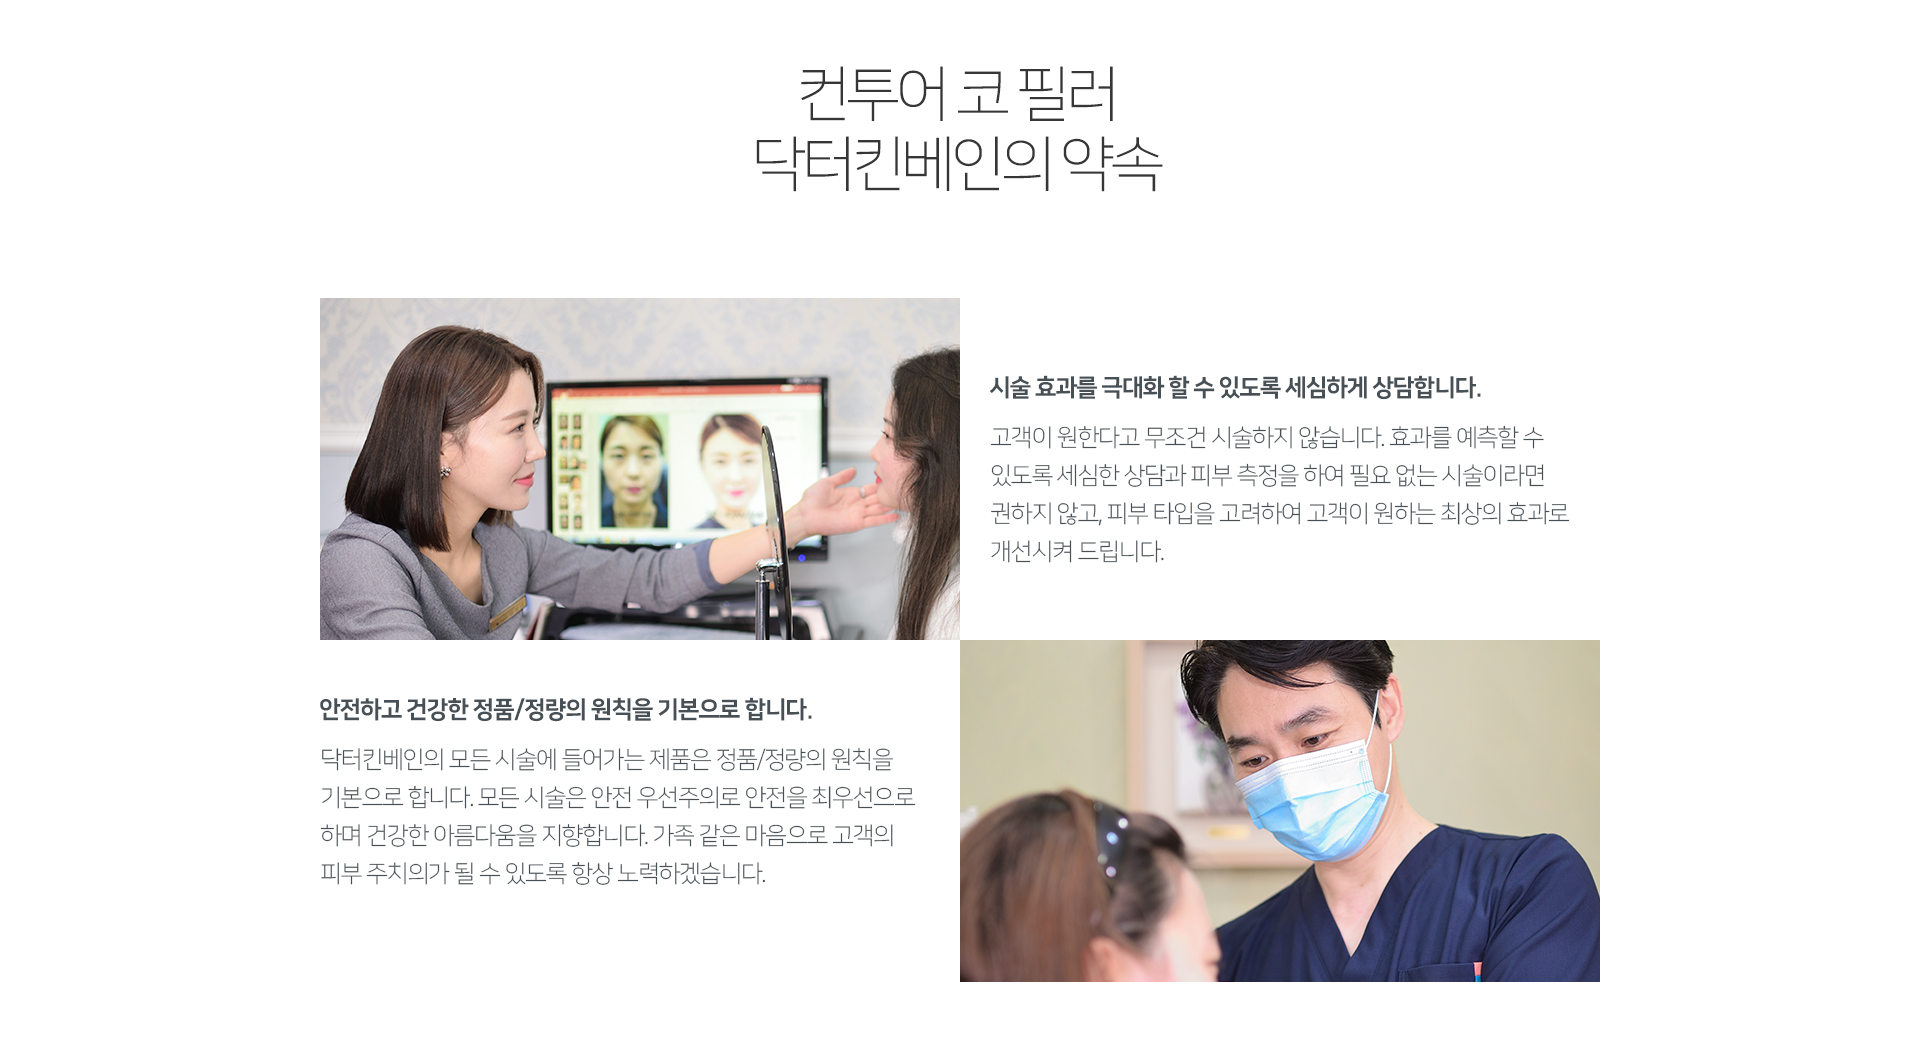 컨투어 코 필러
닥터킨베인의 약속
시술 효과를 극대화 할 수 있도록 세심하게 상담합니다.
고객이 원한다고 무조건 시술하지 않습니다. 효과를 예측할 수
있도록 세심한 상담과 피부 측정을 하여 필요 없는 시술이라면
권하지 않고, 피부 타입을 고려하여 고객이 원하는 최상의 효과로
개선시켜 드립니다.
안전하고 건강한 정품/정량의 원칙을 기본으로 합니다.
닥터킨베인의 모든 시술에 들어가는 제품은 정품/정량의 원칙을
기본으로 합니다. 모든 시술은 안전 우선주의로 안전을 최우선으로
하며 건강한 아름다움을 지향합니다. 가족 같은 마음으로 고객의
피부 주치의가 될 수 있도록 항상 노력하겠습니다.